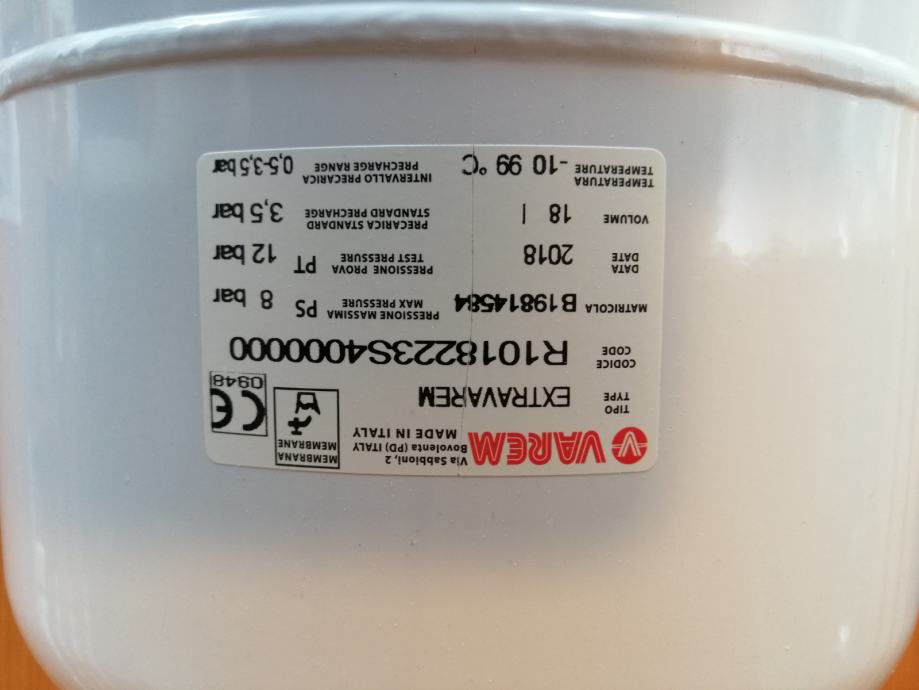 VAREM
Via Sabbioni, 2
Bovolenta (PD) ITALY
MADE IN ITALY
MEMBRANA
MEMBRANE
CE
0948
TIPO
TYPE
EXTRAVAREM
CODICE
CODE
R1018223S4000000
MATRICOLA B19814584
PRESSIONE MASSIMA
MAX PRESSURE
PS 8 bar
DATA
DATE
2018
PRESSIONE PROVA
TEST PRESSURE
PT 12 bar
VOLUME 18 l
PRECARICA STANDARD
STANDARD PRECHARGE
3,5 bar
TEMPERATURA
TEMPERATURE
-10 99 °C
INTERVALLO PRECARICA
PRECHARGE RANGE
0,5-3,5 bar